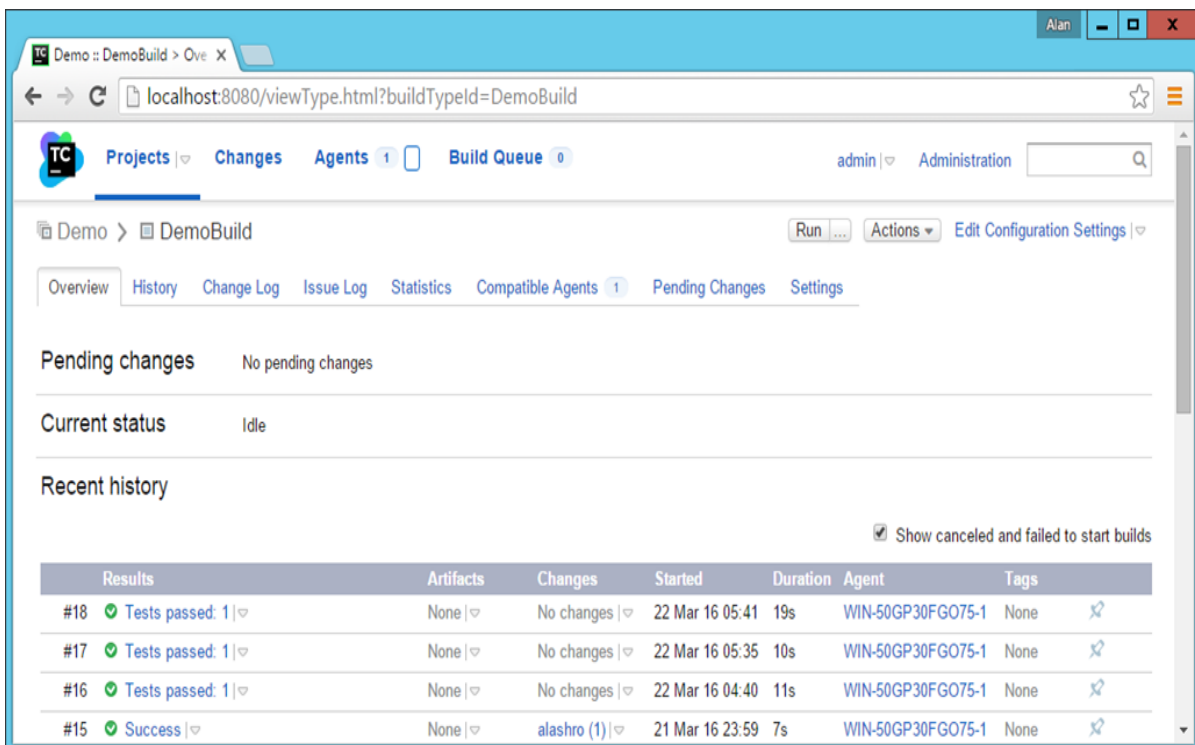 Alan
Demo :: DemoBuild > Ove
localhost:8080/viewType.html?buildTypeId=DemoBuild
TC Projects Changes Agents 1 Build Queue 0 admin Administration
Demo > DemoBuild Run ... Actions Edit Configuration Settings
Overview History Change Log Issue Log Statistics Compatible Agents 1 Pending Changes Settings
Pending changes No pending changes
Current status Idle
Recent history
Show canceled and failed to start builds
Results Artifacts Changes Started Duration Agent Tags
#18 Tests passed: 1 None No changes 22 Mar 16 05:41 19s WIN-50GP30FGO75-1 None
#17 Tests passed: 1 None No changes 22 Mar 16 05:35 10s WIN-50GP30FGO75-1 None
#16 Tests passed: 1 None No changes 22 Mar 16 04:40 11s WIN-50GP30FGO75-1 None
#15 Success None alashro (1) 21 Mar 16 23:59 7s WIN-50GP30FGO75-1 None